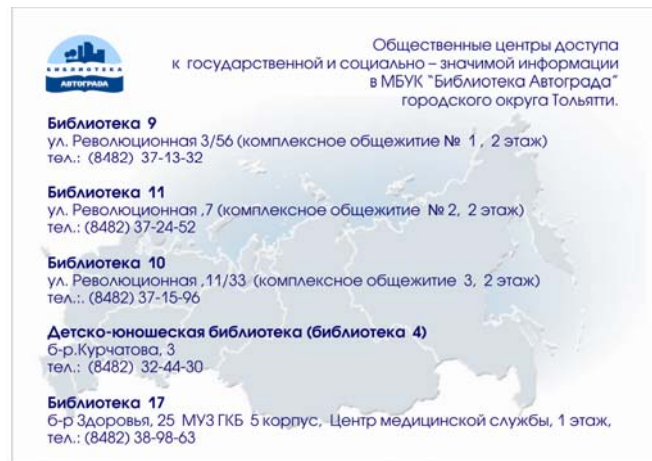 БИБЛИОТЕКА
АВТОГРАДА
Общественные центры доступа
к государственной и социально – значимой информации
в МБУК “Библиотека Автограда”
городского округа Тольятти.
Библиотека 9
ул. Революционная 3/56 (комплексное общежитие № 1 , 2 этаж)
тел.: (8482) 37-13-32
Библиотека 11
ул. Революционная ,7 (комплексное общежитие № 2, 2 этаж)
тел.: (8482) 37-24-52
Библиотека 10
ул. Революционная ,11/33 (комплексное общежитие 3, 2 этаж)
тел.:. (8482) 37-15-96
Детско-юношеская библиотека (библиотека 4)
б-р.Курчатова, 3
тел.: (8482) 32-44-30
Библиотека 17
б-р Здоровья, 25 МУЗ ГКБ 5 корпус, Центр медицинской службы, 1 этаж,
тел.: (8482) 38-98-63